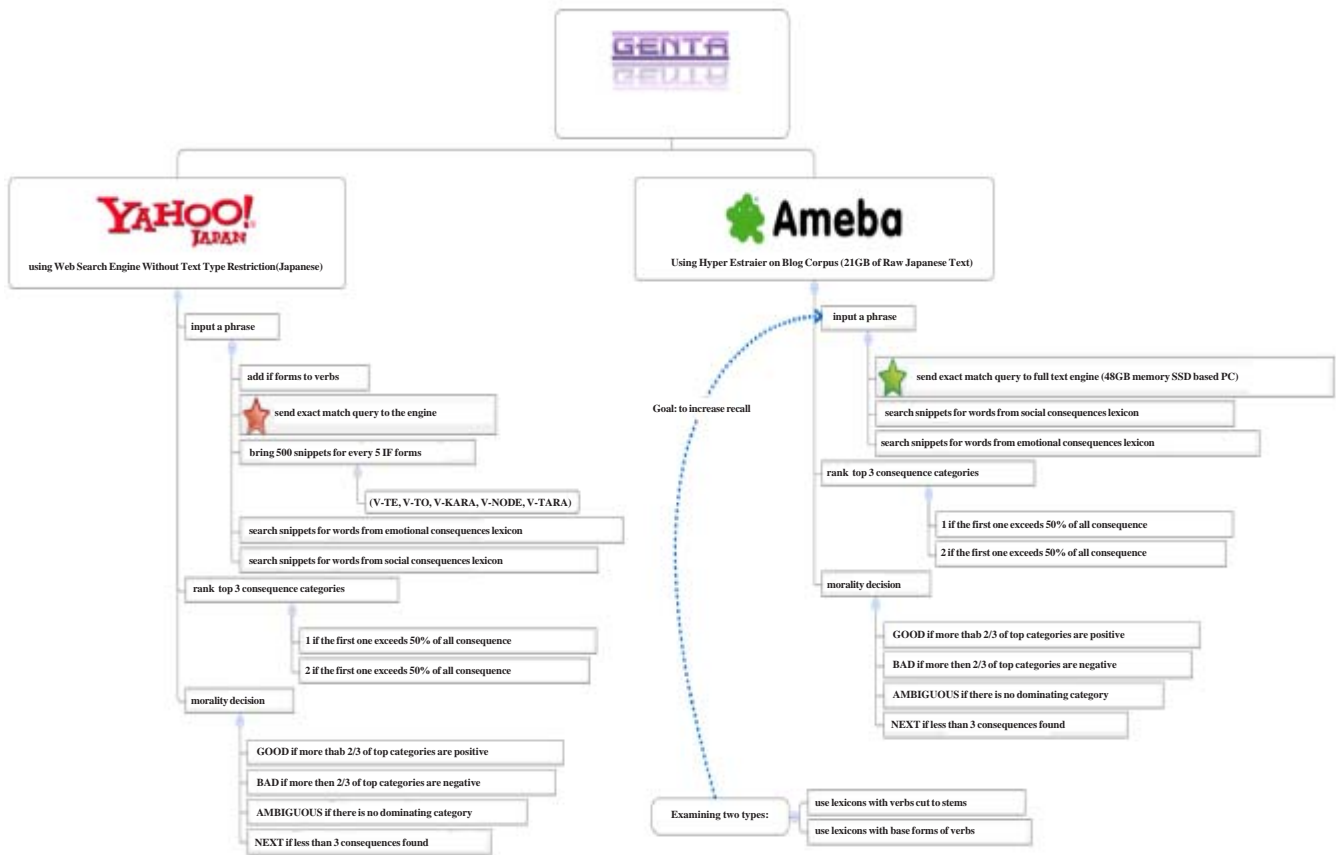 GENTA
YAHOO!
JAPAN
using Web Search Engine Without Text Type Restriction(Japanese)
input a phrase
add if forms to verbs
send exact match query to the engine
bring 500 snippets for every 5 IF forms
(V-TE, V-TO, V-KARA, V-NODE, V-TARA)
search snippets for words from emotional consequences lexicon
search snippets for words from social consequences lexicon
rank top 3 consequence categories
1 if the first one exceeds 50% of all consequence
2 if the first one exceeds 50% of all consequence
morality decision
GOOD if more thab 2/3 of top categories are positive
BAD if more then 2/3 of top categories are negative
AMBIGUOUS if there is no dominating category
NEXT if less than 3 consequences found
Ameba
Using Hyper Estraier on Blog Corpus (21GB of Raw Japanese Text)
input a phrase
send exact match query to full text engine (48GB memory SSD based PC)
search snippets for words from social consequences lexicon
search snippets for words from emotional consequences lexicon
rank top 3 consequence categories
1 if the first one exceeds 50% of all consequence
2 if the first one exceeds 50% of all consequence
morality decision
GOOD if more thab 2/3 of top categories are positive
BAD if more then 2/3 of top categories are negative
AMBIGUOUS if there is no dominating category
NEXT if less than 3 consequences found
Goal: to increase recall
Examining two types:
use lexicons with verbs cut to stems
use lexicons with base forms of verbs